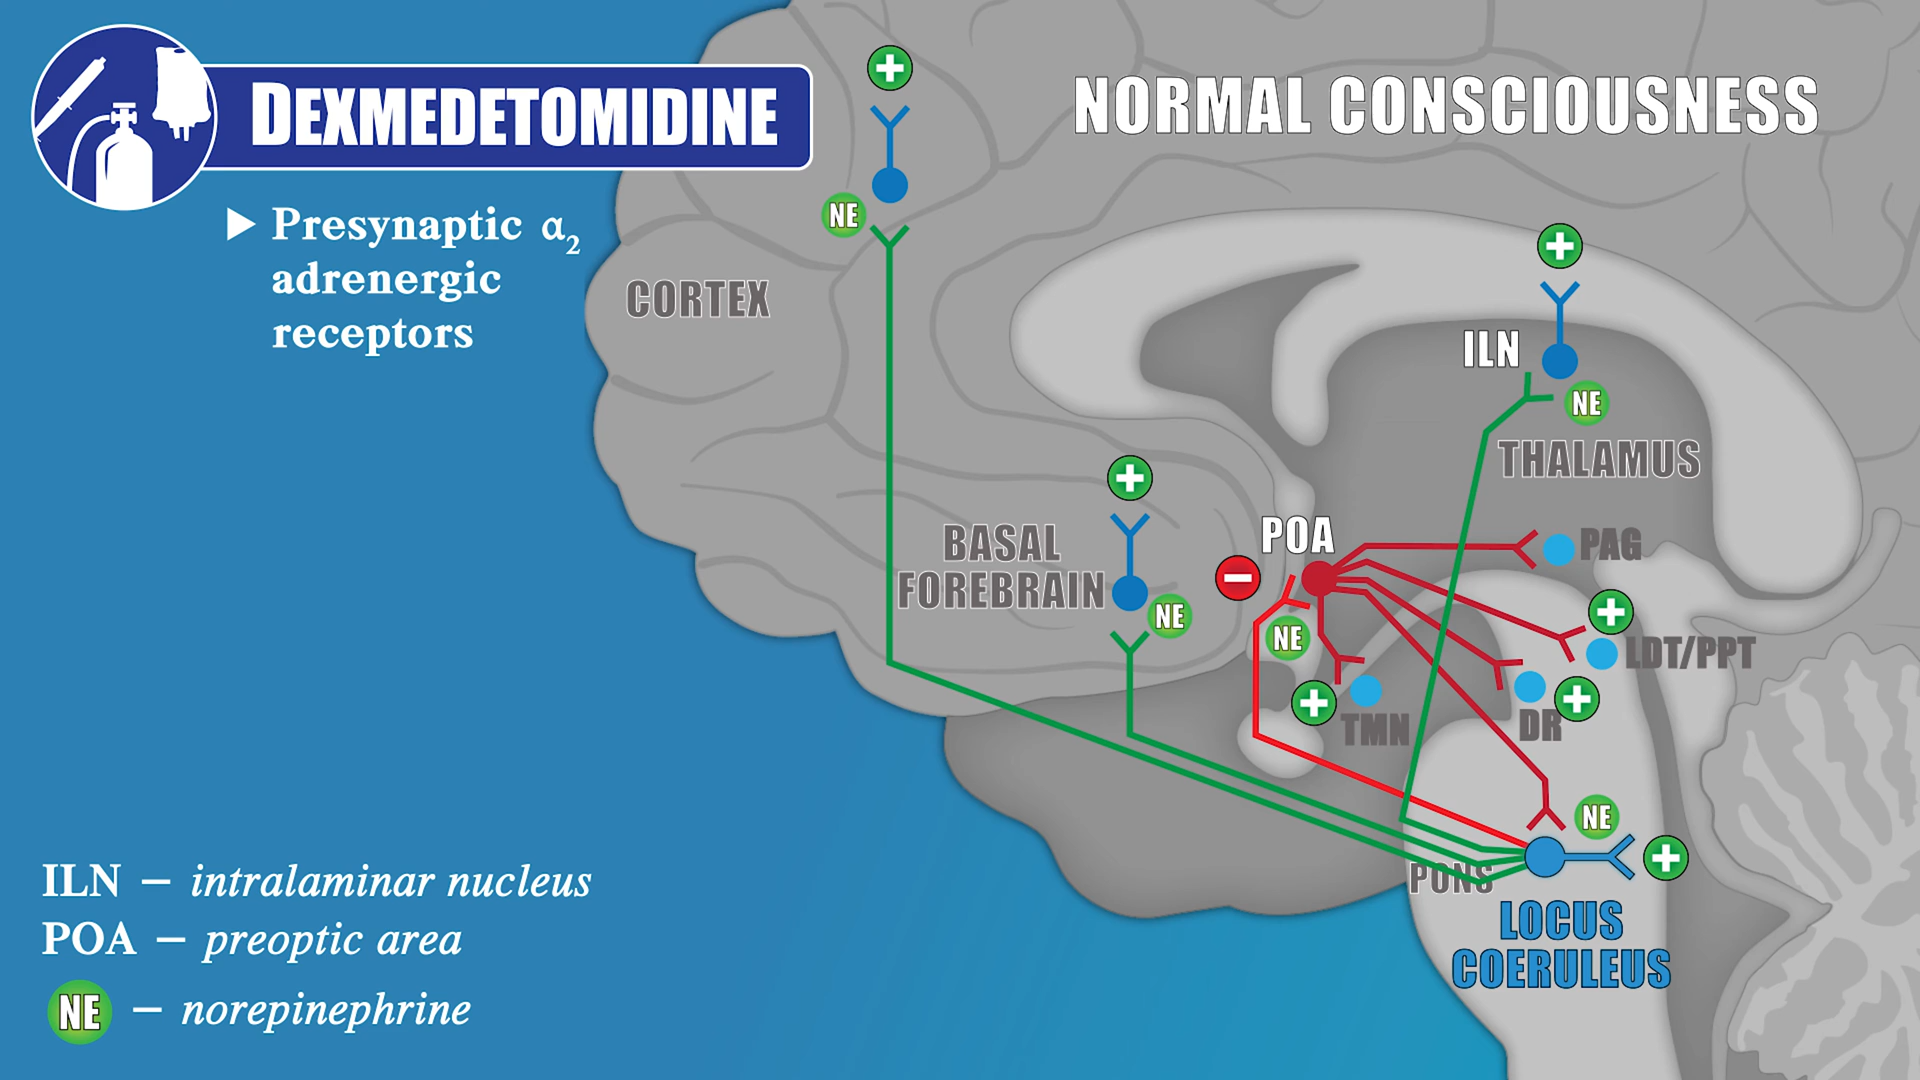 DEXMEDETOMIDINE
▶ Presynaptic α₂
adrenergic
receptors
NORMAL CONSCIOUSNESS
NE
CORTEX
ILN
NE
THALAMUS
BASAL
FOREBRAIN
NE
POA
NE
PAG
LDT/PPT
TMN
DR
NE
PONS
LOCUS
COERULEUS
ILN – intralaminar nucleus
POA – preoptic area
NE – norepinephrine